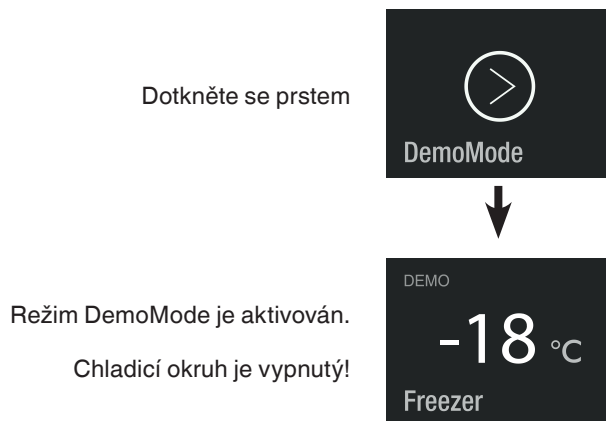 Dotkněte se prstem
DemoMode
DEMO
Režim DemoMode je aktivován.
-18 °C
Chladicí okruh je vypnutý!
Freezer